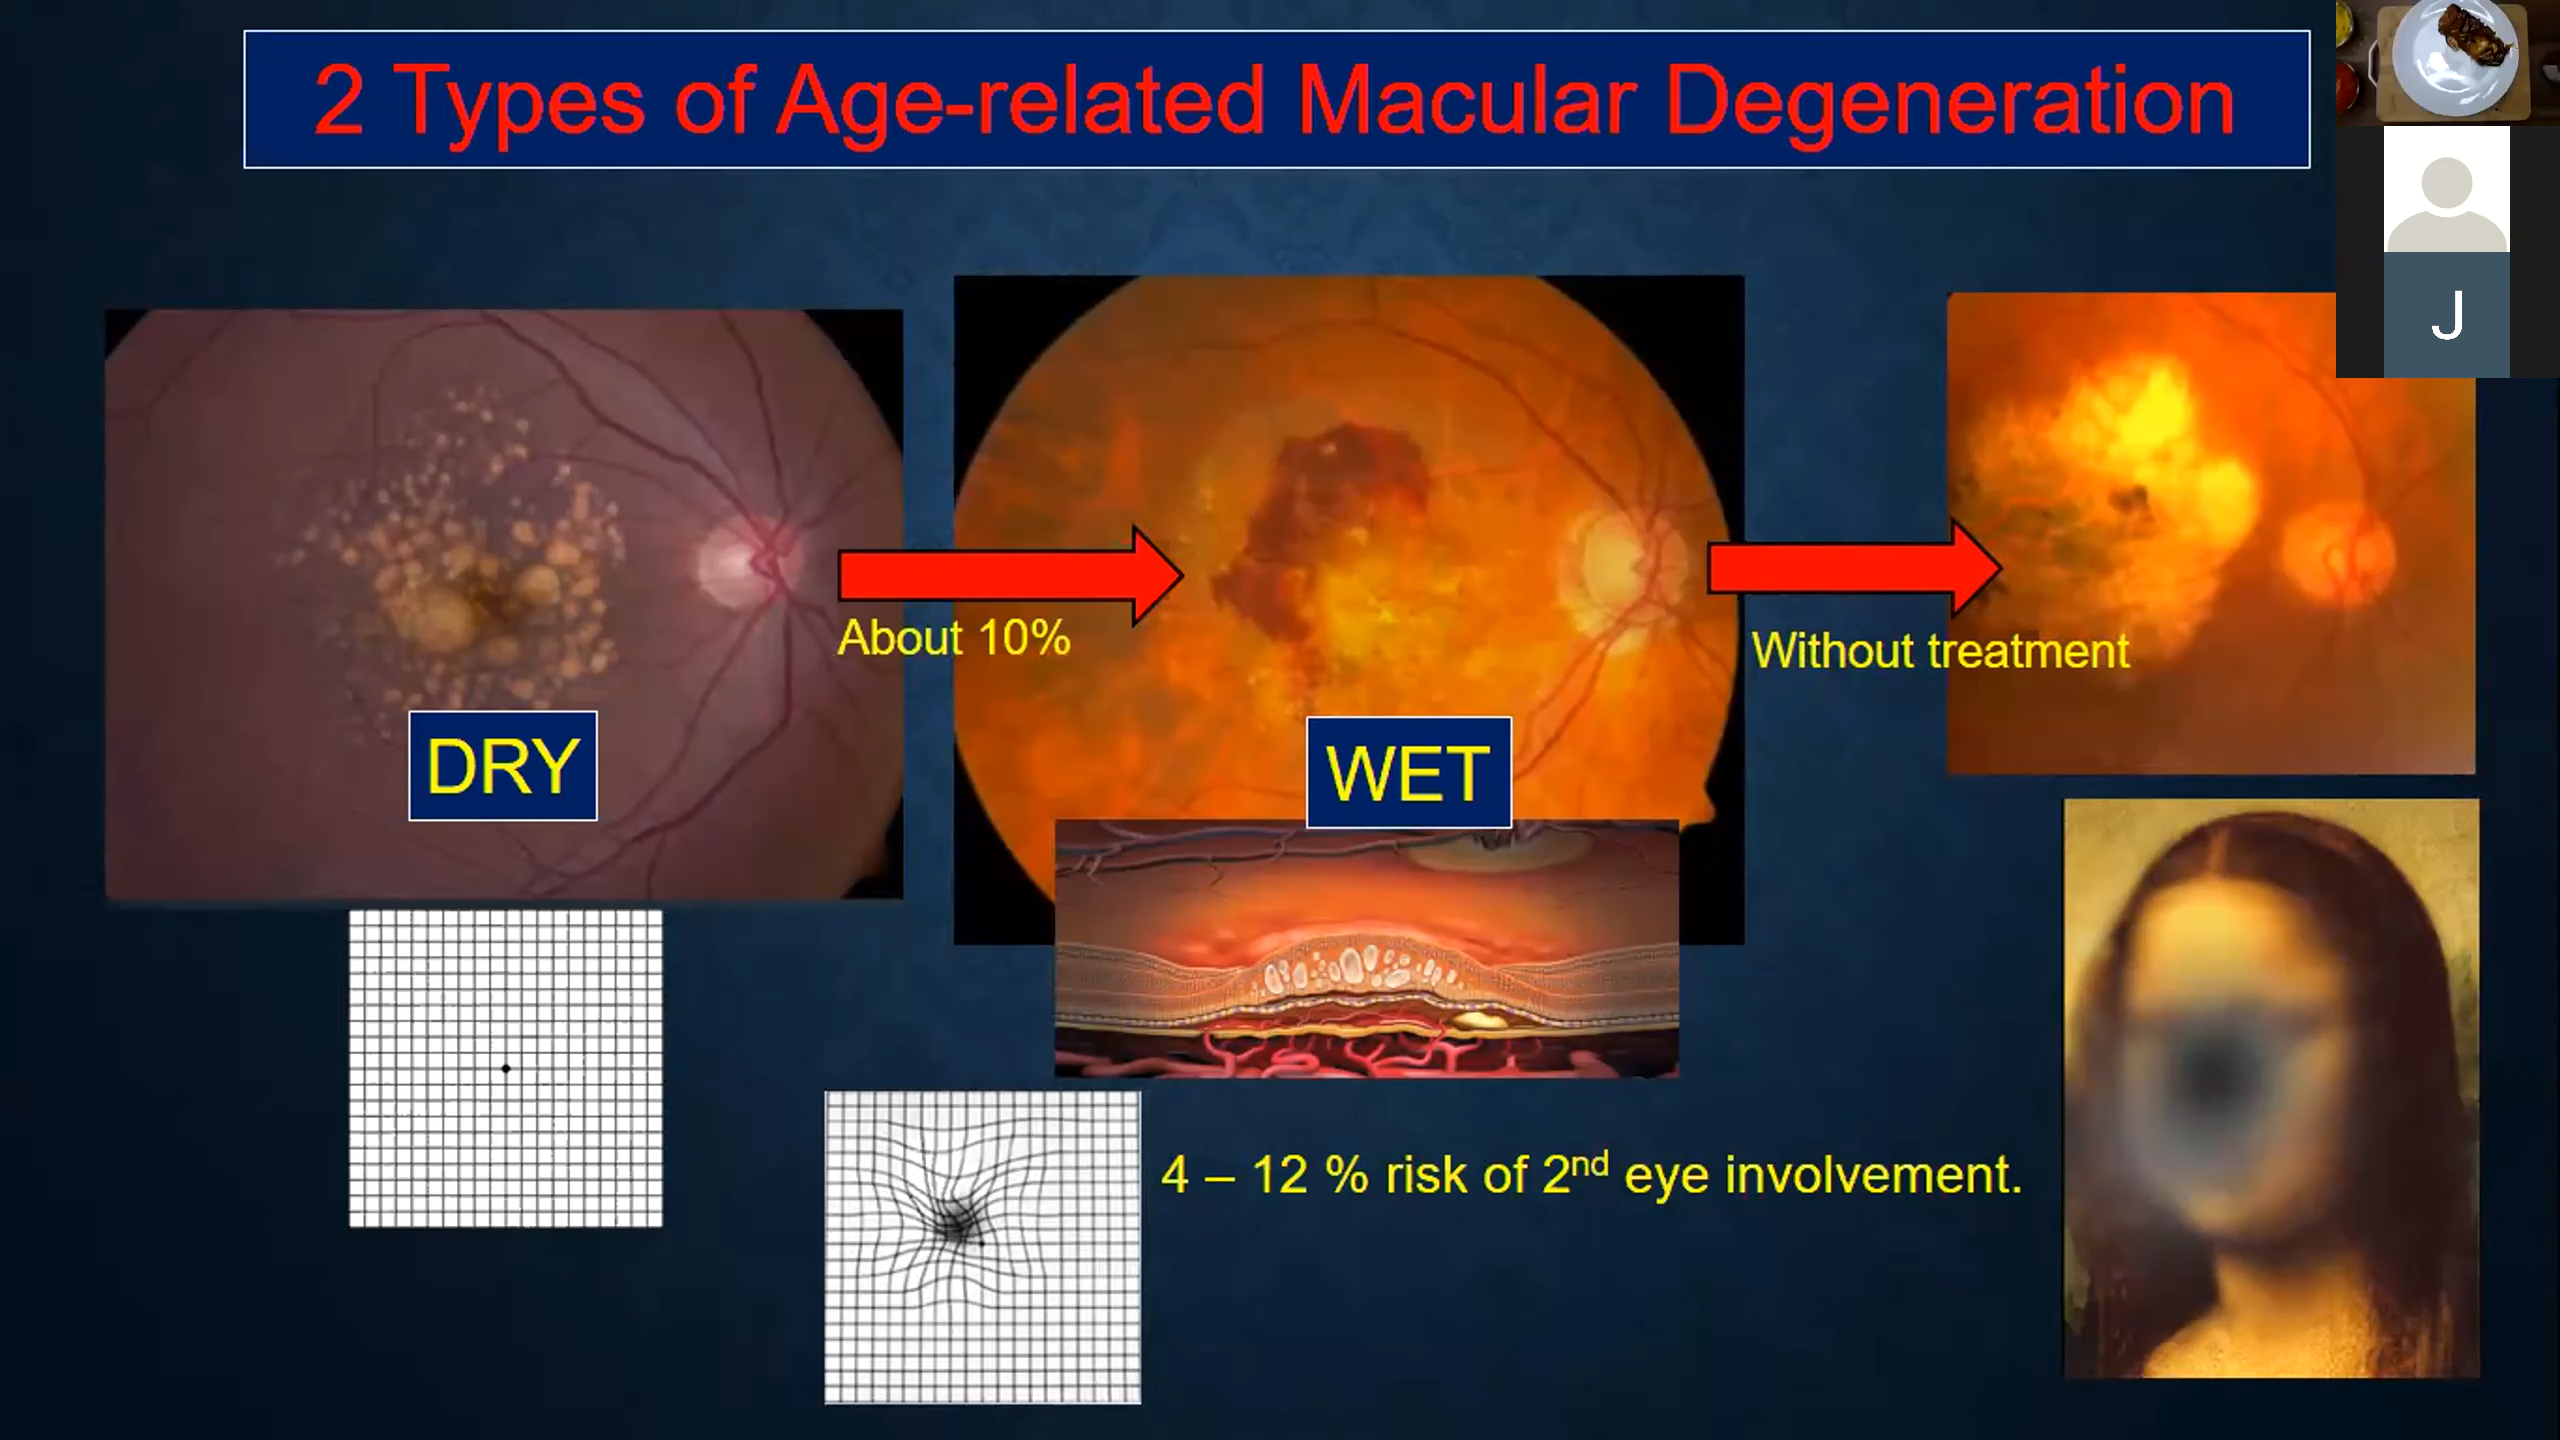 2 Types of Age-related Macular Degeneration
J
About 10%
Without treatment
DRY
WET
4 – 12 % risk of 2nd eye involvement.